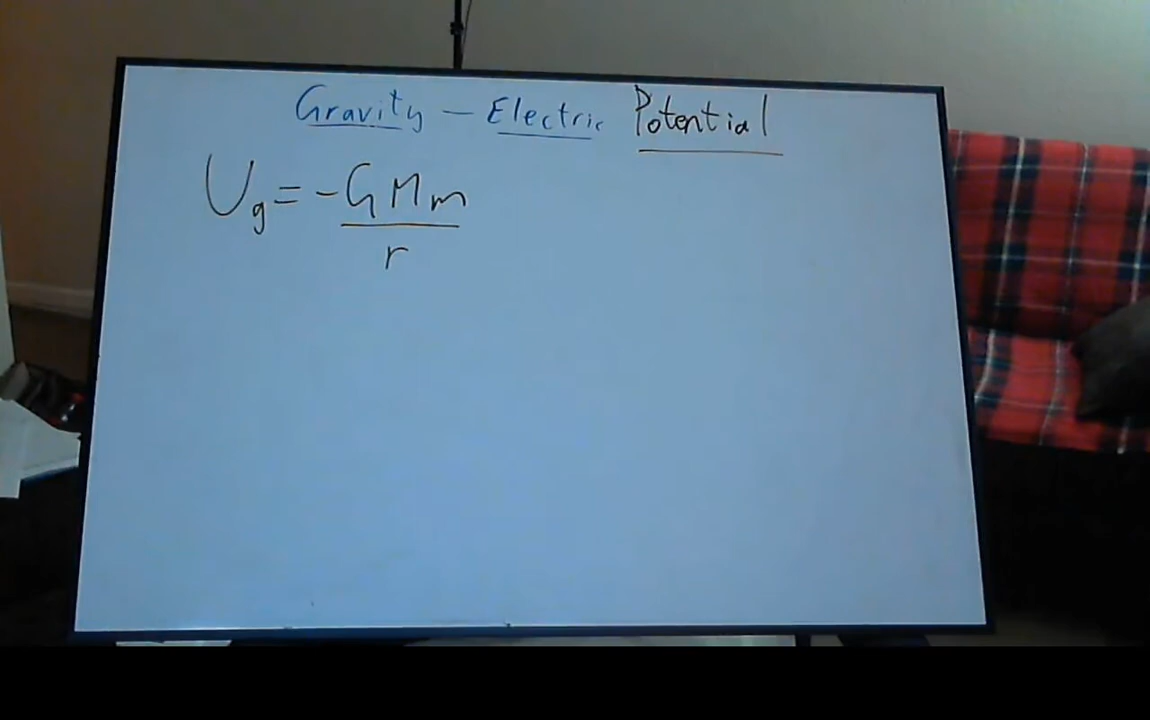 Gravity - Electric Potential
Ug = -GMm
r